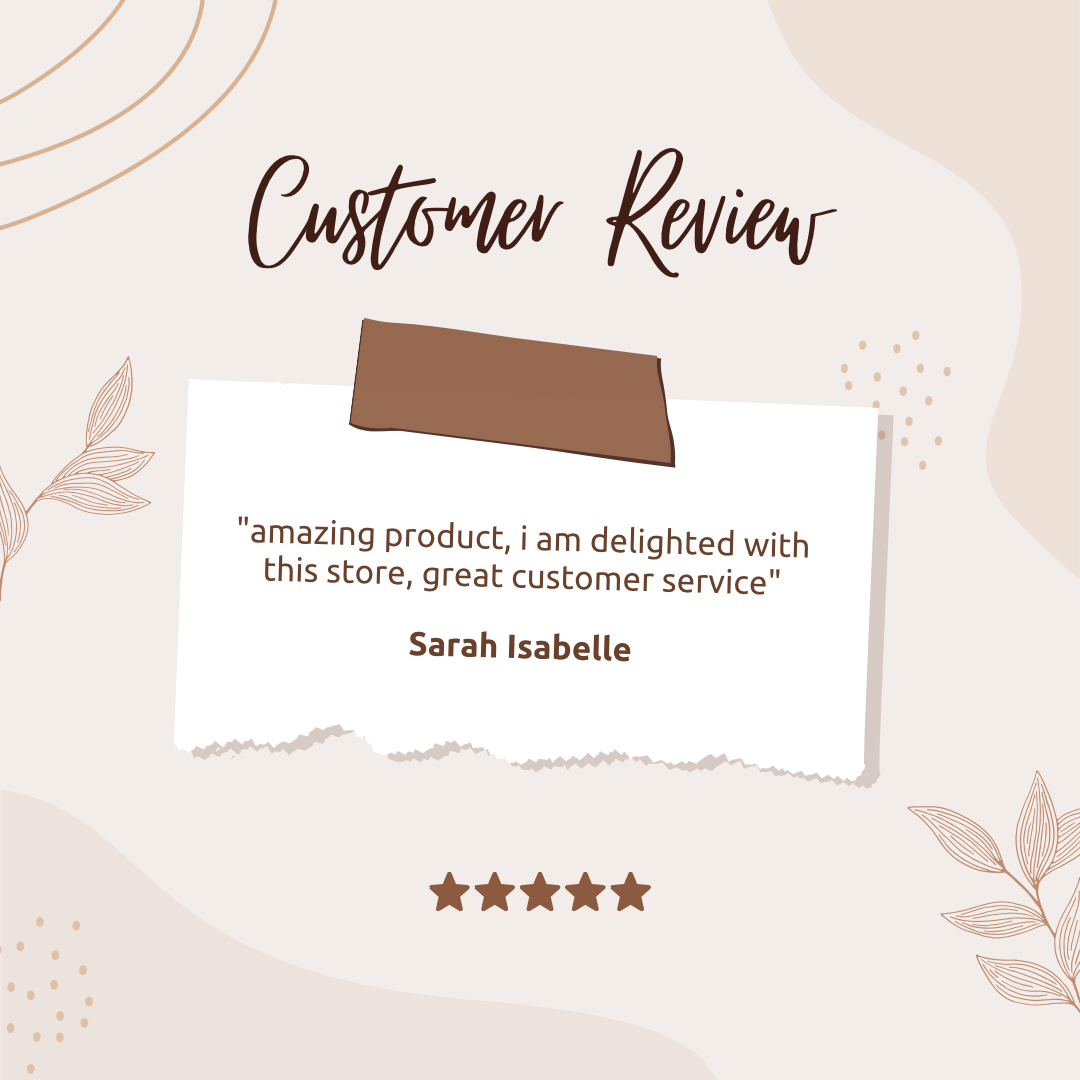 Customer Review
"amazing product, i am delighted with
this store, great customer service"
Sarah Isabelle